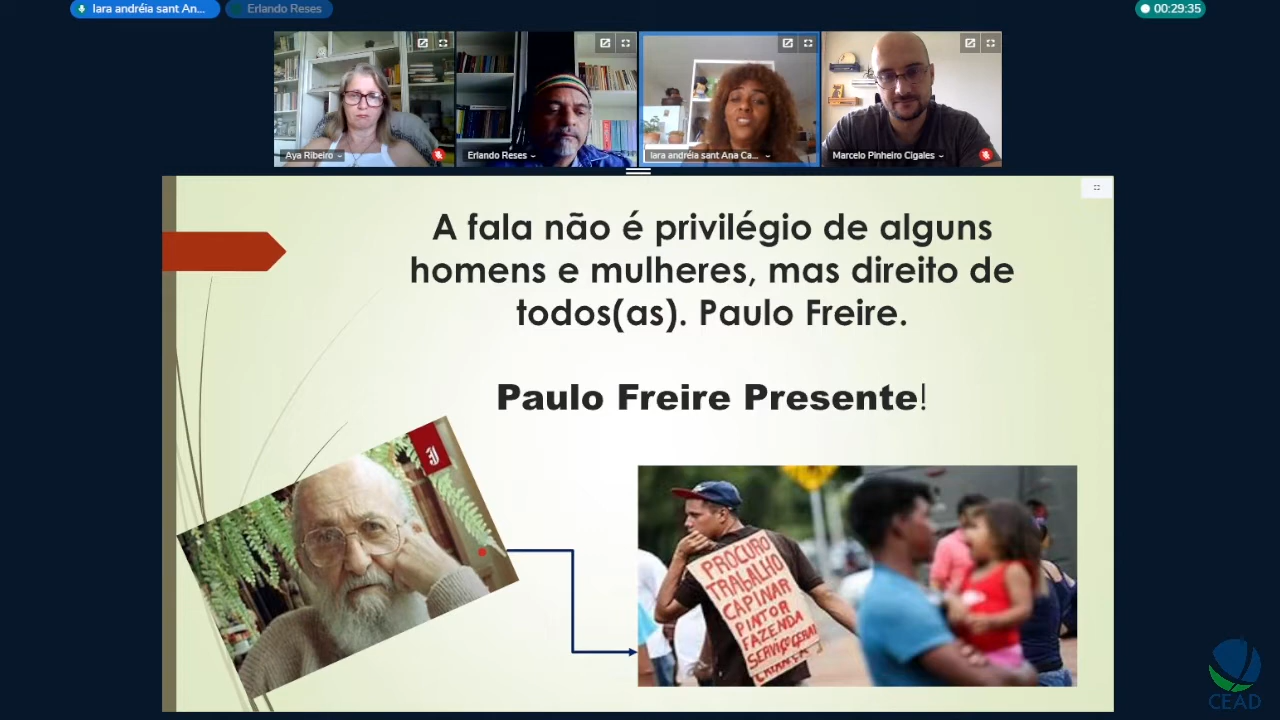 Iara andréia sant An...
Erlando Reses
00:29:35
Aya Ribeiro
Erlando Reses
Iara andréia sant Ana Ca...
Marcelo Pinheiro Cigales
A fala não é privilégio de alguns
homens e mulheres, mas direito de
todos(as). Paulo Freire.
Paulo Freire Presente!
PROCURO
TRABALHO
CAPINAR
PINTOR
FAZENDA
SERVIÇO GERAL
CEAD